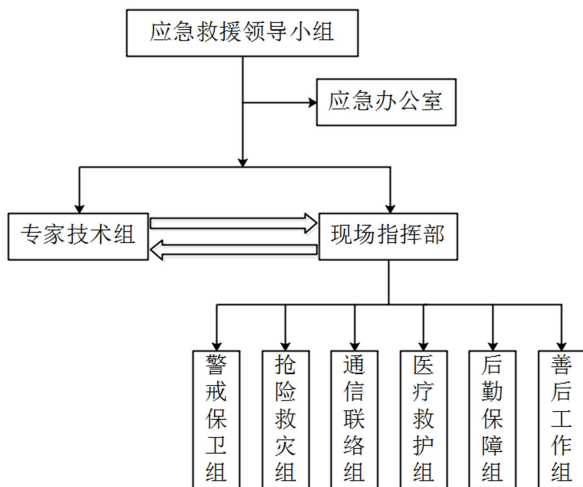 应急救援领导小组
应急办公室
专家技术组
现场指挥部
警戒保卫组
抢险救灾组
通信联络组
医疗救护组
后勤保障组
善后工作组